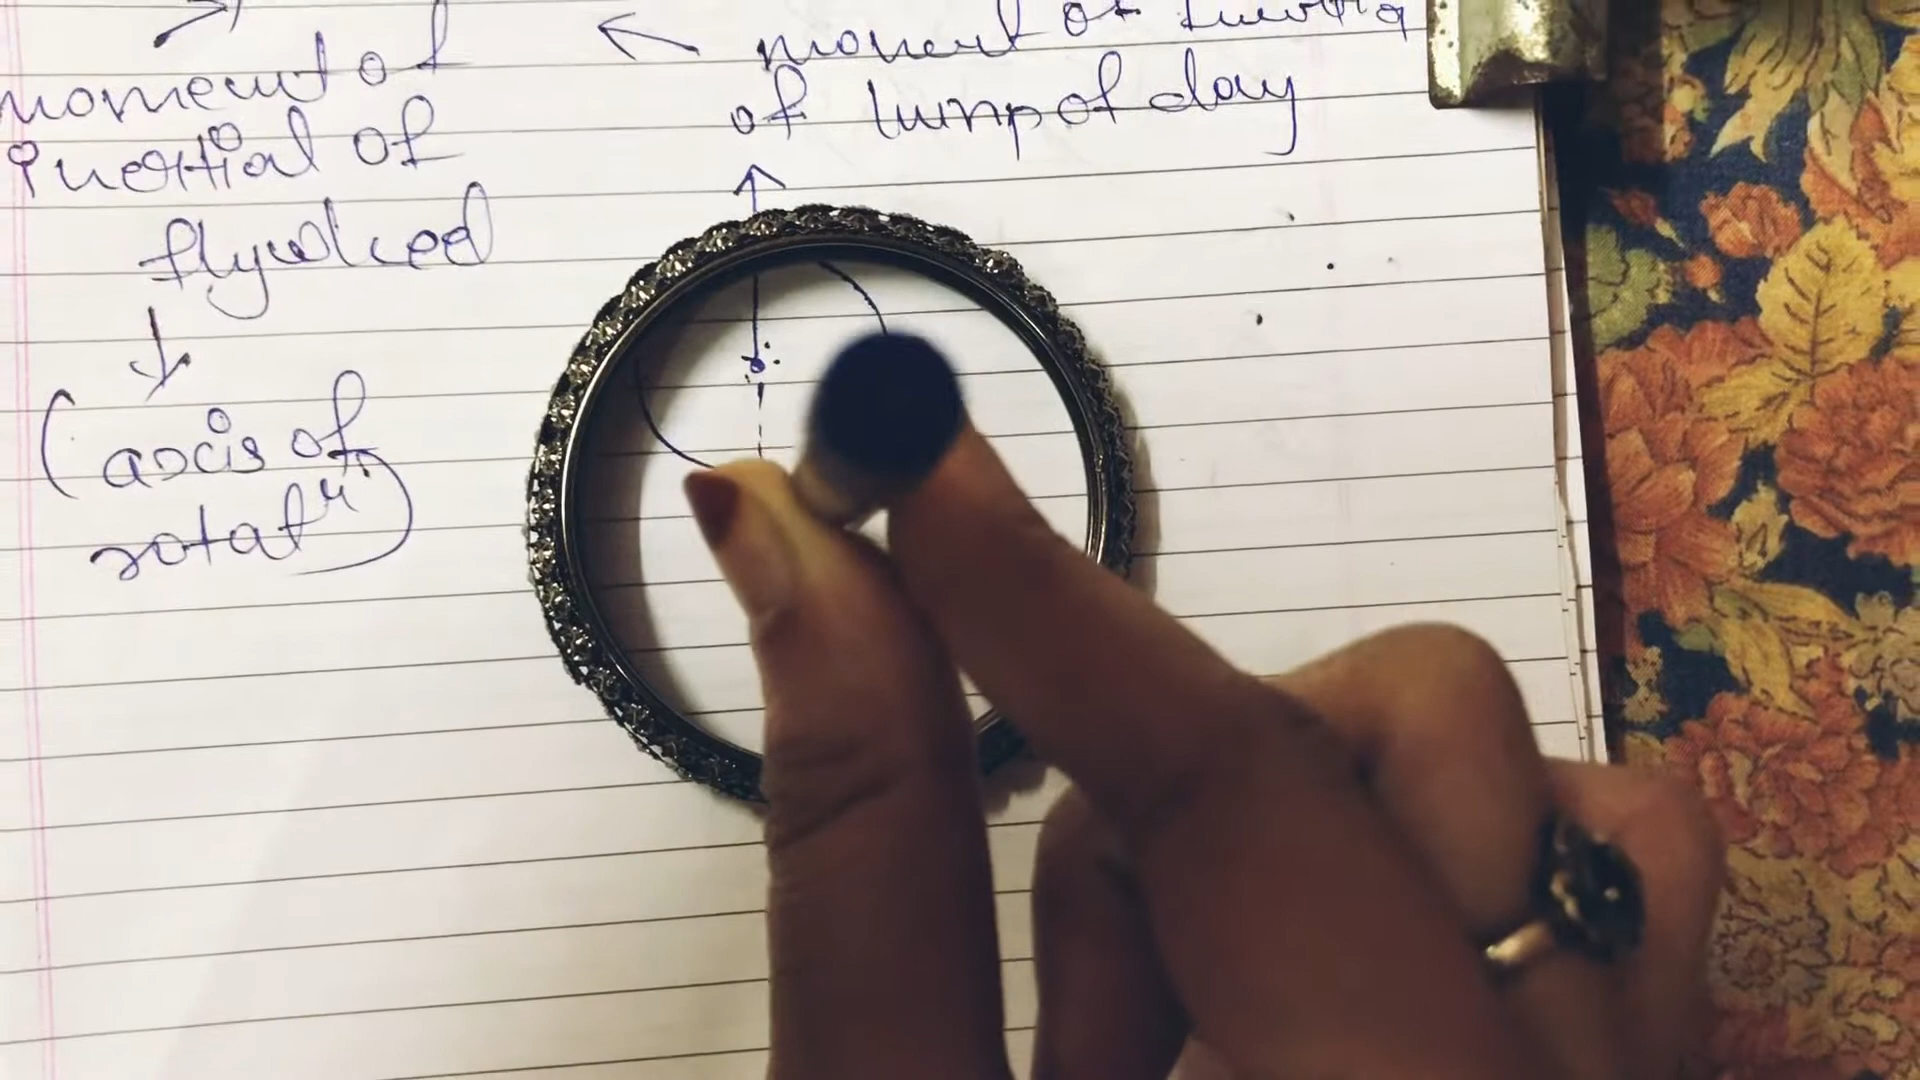 moment of
inertial of
flywheel
(axis of
rotatⁿ)
moment of inertia
of lump of clay